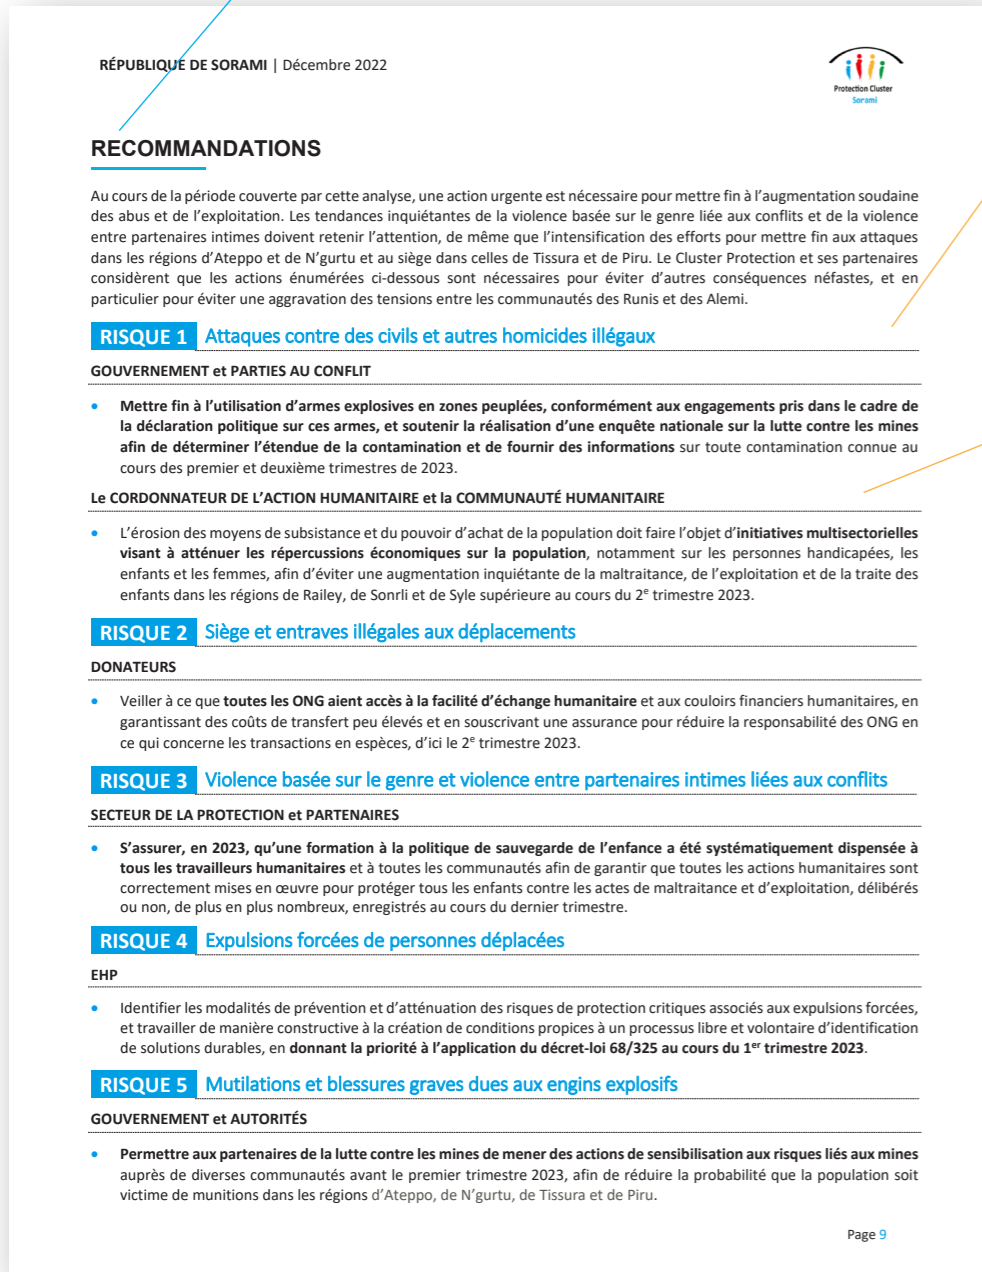 RÉPUBLIQUE DE SORAMI | Décembre 2022
Protection Cluster
Sorami
RECOMMANDATIONS
Au cours de la période couverte par cette analyse, une action urgente est nécessaire pour mettre fin à l’augmentation soudaine
des abus et de l’exploitation. Les tendances inquiétantes de la violence basée sur le genre liée aux conflits et de la violence
entre partenaires intimes doivent retenir l’attention, de même que l’intensification des efforts pour mettre fin aux attaques
dans les régions d’Ateppo et de N’gurtu et au siège dans celles de Tissura et de Piru. Le Cluster Protection et ses partenaires
considèrent que les actions énumérées ci-dessous sont nécessaires pour éviter d’autres conséquences néfastes, et en
particulier pour éviter une aggravation des tensions entre les communautés des Runis et des Alemi.
RISQUE 1 Attaques contre des civils et autres homicides illégaux
GOUVERNEMENT et PARTIES AU CONFLIT
• Mettre fin à l’utilisation d’armes explosives en zones peuplées, conformément aux engagements pris dans le cadre de
la déclaration politique sur ces armes, et soutenir la réalisation d’une enquête nationale sur la lutte contre les mines
afin de déterminer l’étendue de la contamination et de fournir des informations sur toute contamination connue au
cours des premier et deuxième trimestres de 2023.
Le CORDONNATEUR DE L’ACTION HUMANITAIRE et la COMMUNAUTÉ HUMANITAIRE
• L’érosion des moyens de subsistance et du pouvoir d’achat de la population doit faire l’objet d’initiatives multisectorielles
visant à atténuer les répercussions économiques sur la population, notamment sur les personnes handicapées, les
enfants et les femmes, afin d’éviter une augmentation inquiétante de la maltraitance, de l’exploitation et de la traite des
enfants dans les régions de Railey, de Sonrli et de Syle supérieure au cours du 2e trimestre 2023.
RISQUE 2 Siège et entraves illégales aux déplacements
DONATEURS
• Veiller à ce que toutes les ONG aient accès à la facilité d’échange humanitaire et aux couloirs financiers humanitaires, en
garantissant des coûts de transfert peu élevés et en souscrivant une assurance pour réduire la responsabilité des ONG en
ce qui concerne les transactions en espèces, d’ici le 2e trimestre 2023.
RISQUE 3 Violence basée sur le genre et violence entre partenaires intimes liées aux conflits
SECTEUR DE LA PROTECTION et PARTENAIRES
• S’assurer, en 2023, qu’une formation à la politique de sauvegarde de l’enfance a été systématiquement dispensée à
tous les travailleurs humanitaires et à toutes les communautés afin de garantir que toutes les actions humanitaires sont
correctement mises en œuvre pour protéger tous les enfants contre les actes de maltraitance et d’exploitation, délibérés
ou non, de plus en plus nombreux, enregistrés au cours du dernier trimestre.
RISQUE 4 Expulsions forcées de personnes déplacées
EHP
• Identifier les modalités de prévention et d’atténuation des risques de protection critiques associés aux expulsions forcées,
et travailler de manière constructive à la création de conditions propices à un processus libre et volontaire d’identification
de solutions durables, en donnant la priorité à l’application du décret-loi 68/325 au cours du 1er trimestre 2023.
RISQUE 5 Mutilations et blessures graves dues aux engins explosifs
GOUVERNEMENT et AUTORITÉS
• Permettre aux partenaires de la lutte contre les mines de mener des actions de sensibilisation aux risques liés aux mines
auprès de diverses communautés avant le premier trimestre 2023, afin de réduire la probabilité que la population soit
victime de munitions dans les régions d’Ateppo, de N’gurtu, de Tissura et de Piru.
Page 9